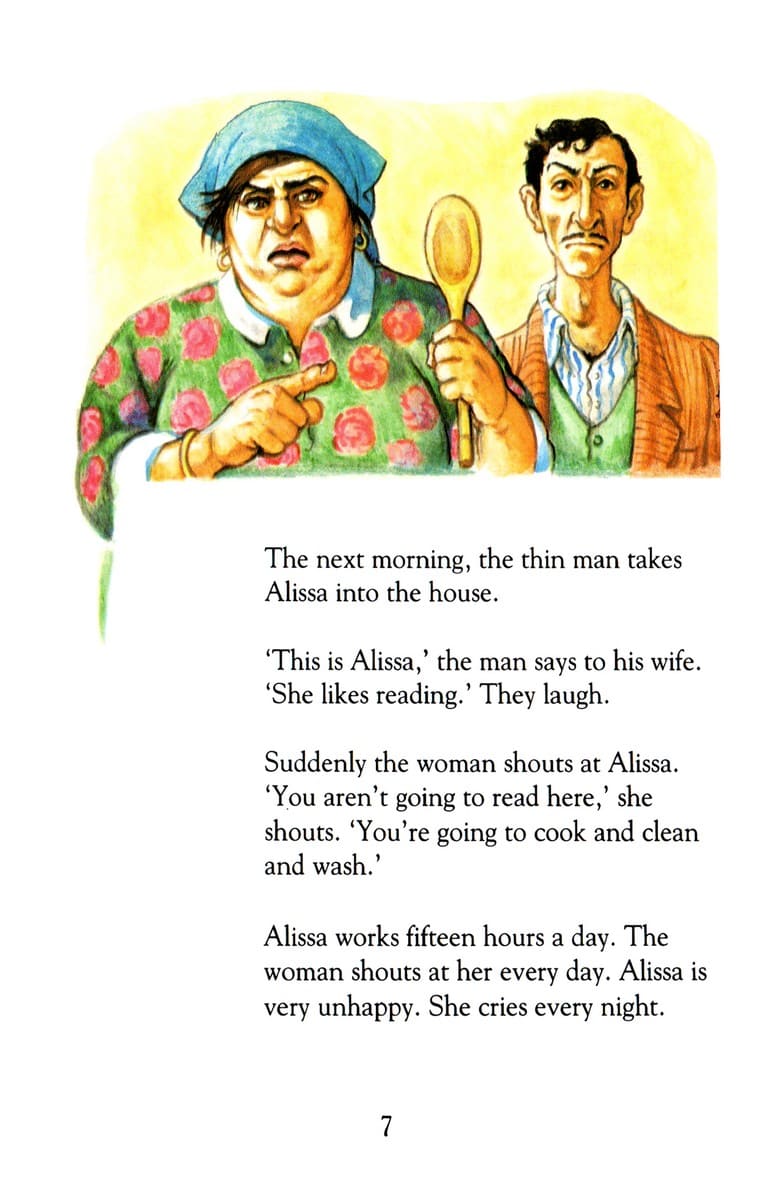 The next morning, the thin man takes
Alissa into the house.
‘This is Alissa,’ the man says to his wife.
‘She likes reading.’ They laugh.
Suddenly the woman shouts at Alissa.
‘You aren’t going to read here,’ she
shouts. ‘You’re going to cook and clean
and wash.’
Alissa works fifteen hours a day. The
woman shouts at her every day. Alissa is
very unhappy. She cries every night.
7